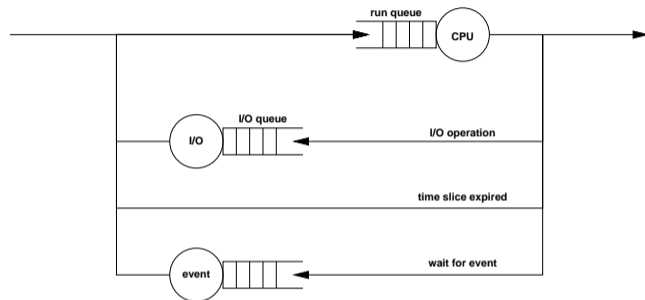 run queue
CPU
I/O queue
I/O
I/O operation
time slice expired
event
wait for event